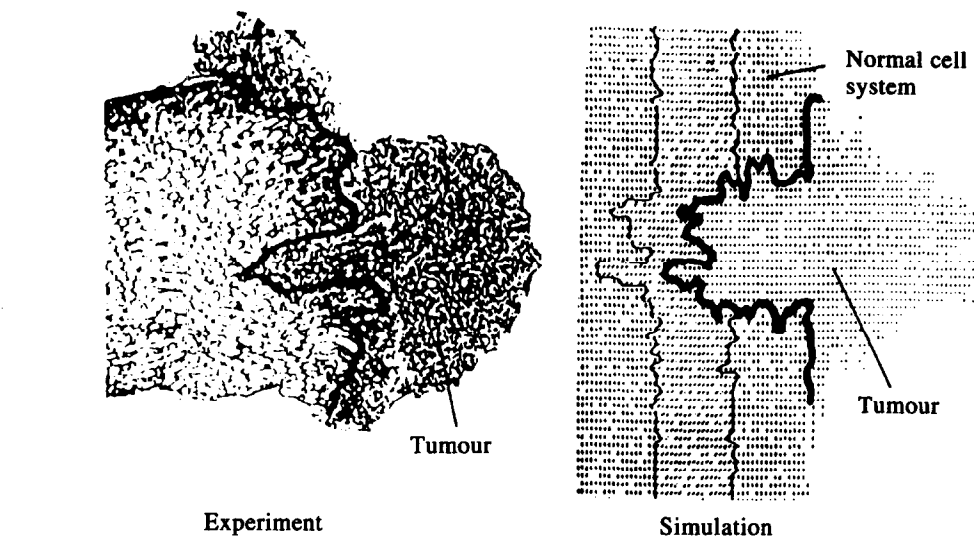 Normal cell
system
Tumour
Tumour
Experiment
Simulation